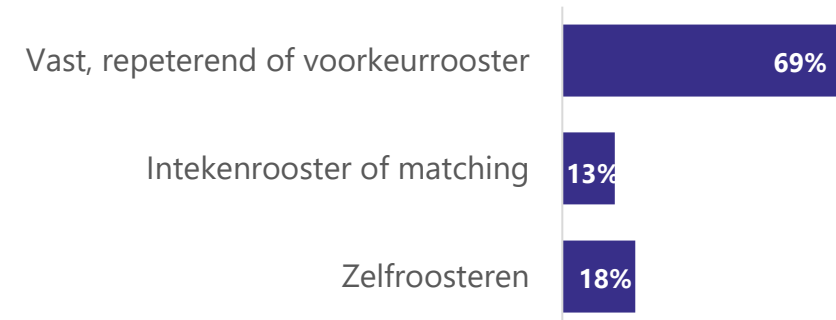 Vast, repeterend of voorkeurrooster 69%
Intekenrooster of matching 13%
Zelfroosteren 18%